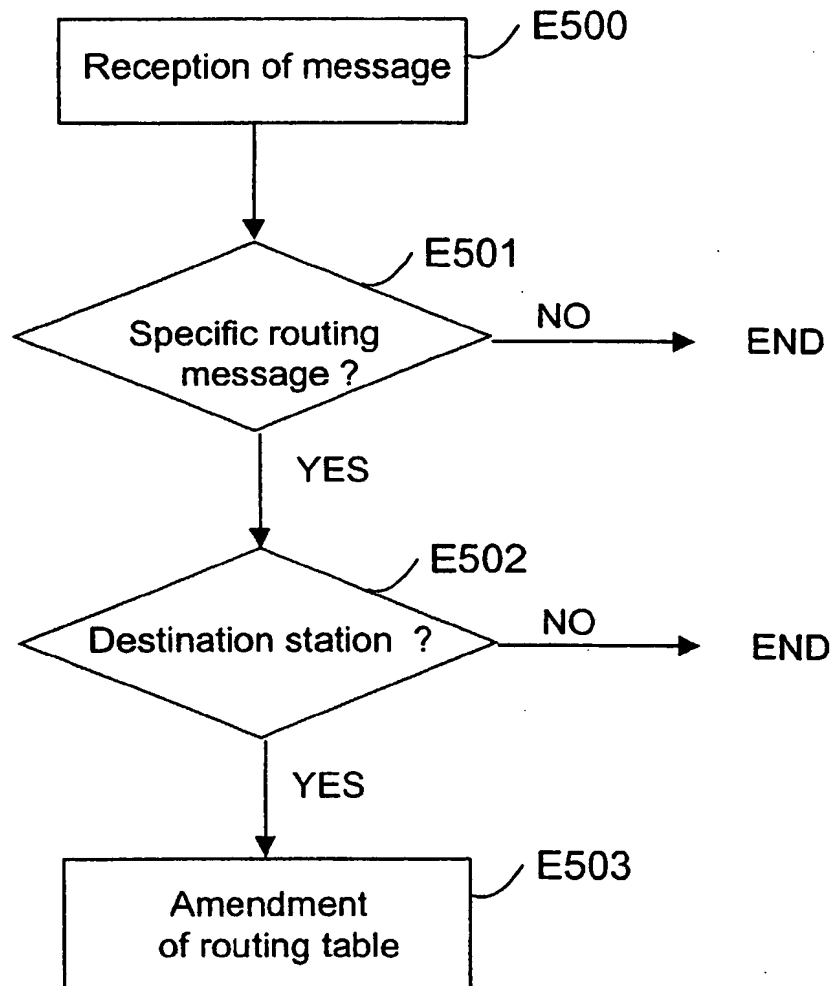 E500
Reception of message
E501
Specific routing
message ?
NO
END
YES
E502
Destination station ?
NO
END
YES
E503
Amendment
of routing table